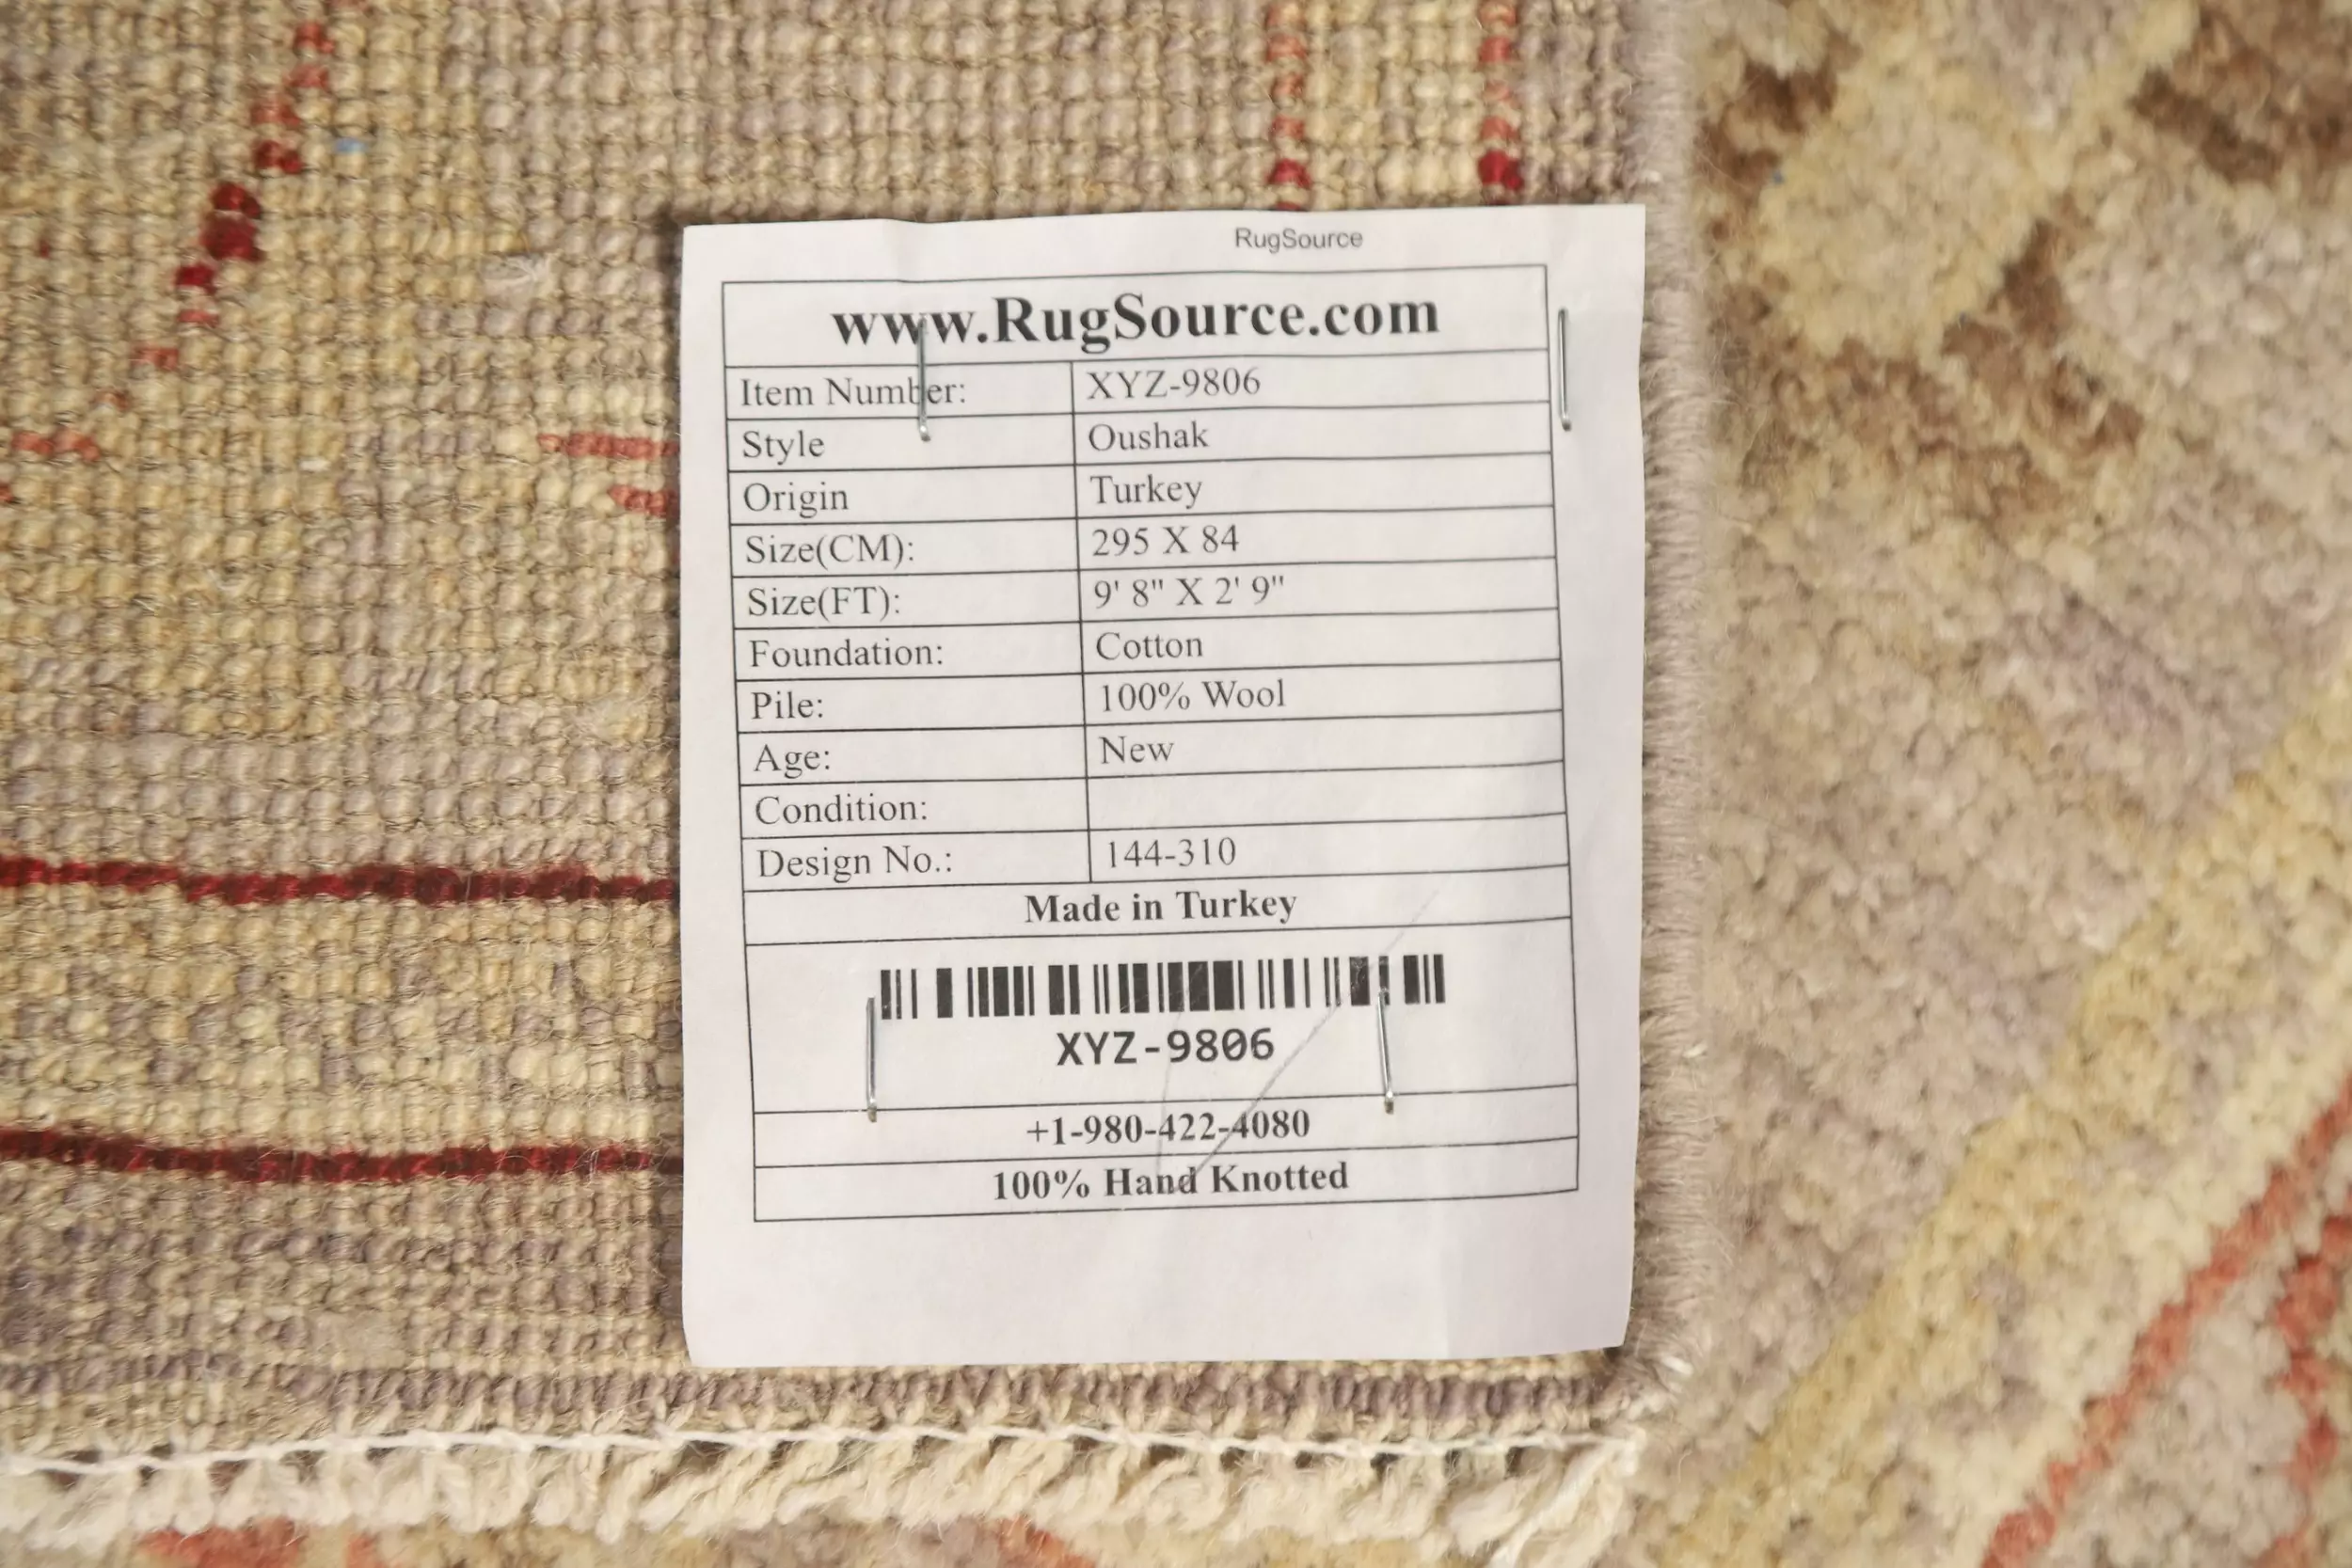 RugSource
www.RugSource.com
Item Number: XYZ-9806
Style Oushak
Origin Turkey
Size(CM): 295 X 84
Size(FT): 9' 8" X 2' 9"
Foundation: Cotton
Pile: 100% Wool
Age: New
Condition:
Design No.: 144-310
Made in Turkey
XYZ-9806
+1-980-422-4080
100% Hand Knotted